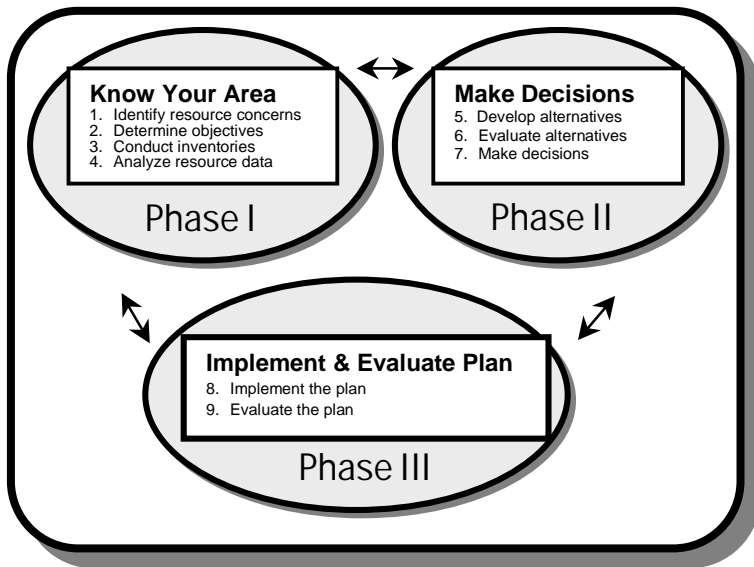 Know Your Area
1. Identify resource concerns
2. Determine objectives
3. Conduct inventories
4. Analyze resource data
Phase I
Make Decisions
5. Develop alternatives
6. Evaluate alternatives
7. Make decisions
Phase II
Implement & Evaluate Plan
8. Implement the plan
9. Evaluate the plan
Phase III